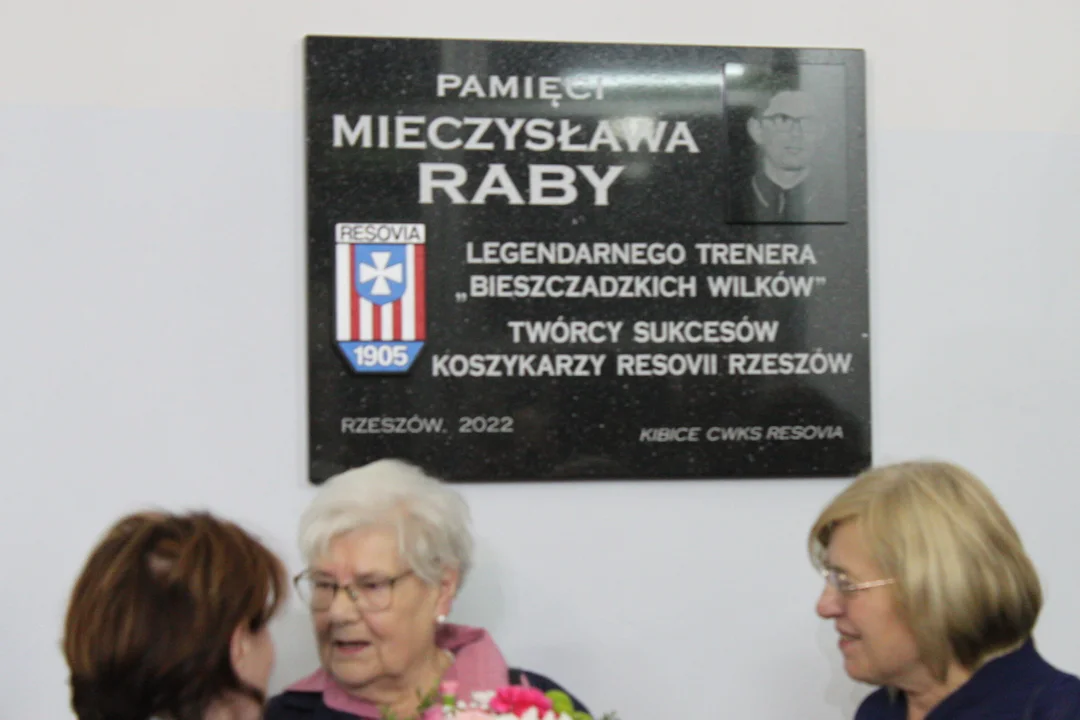 PAMIĘCI
MIECZYSŁAWA
RABY
RESOVIA
1905
LEGENDARNEGO TRENERA
„BIESZCZADZKICH WILKÓW”
TWÓRCY SUKCESÓW
KOSZYKARZY RESOVII RZESZÓW
RZESZÓW, 2022
KIBICE CWKS RESOVIA